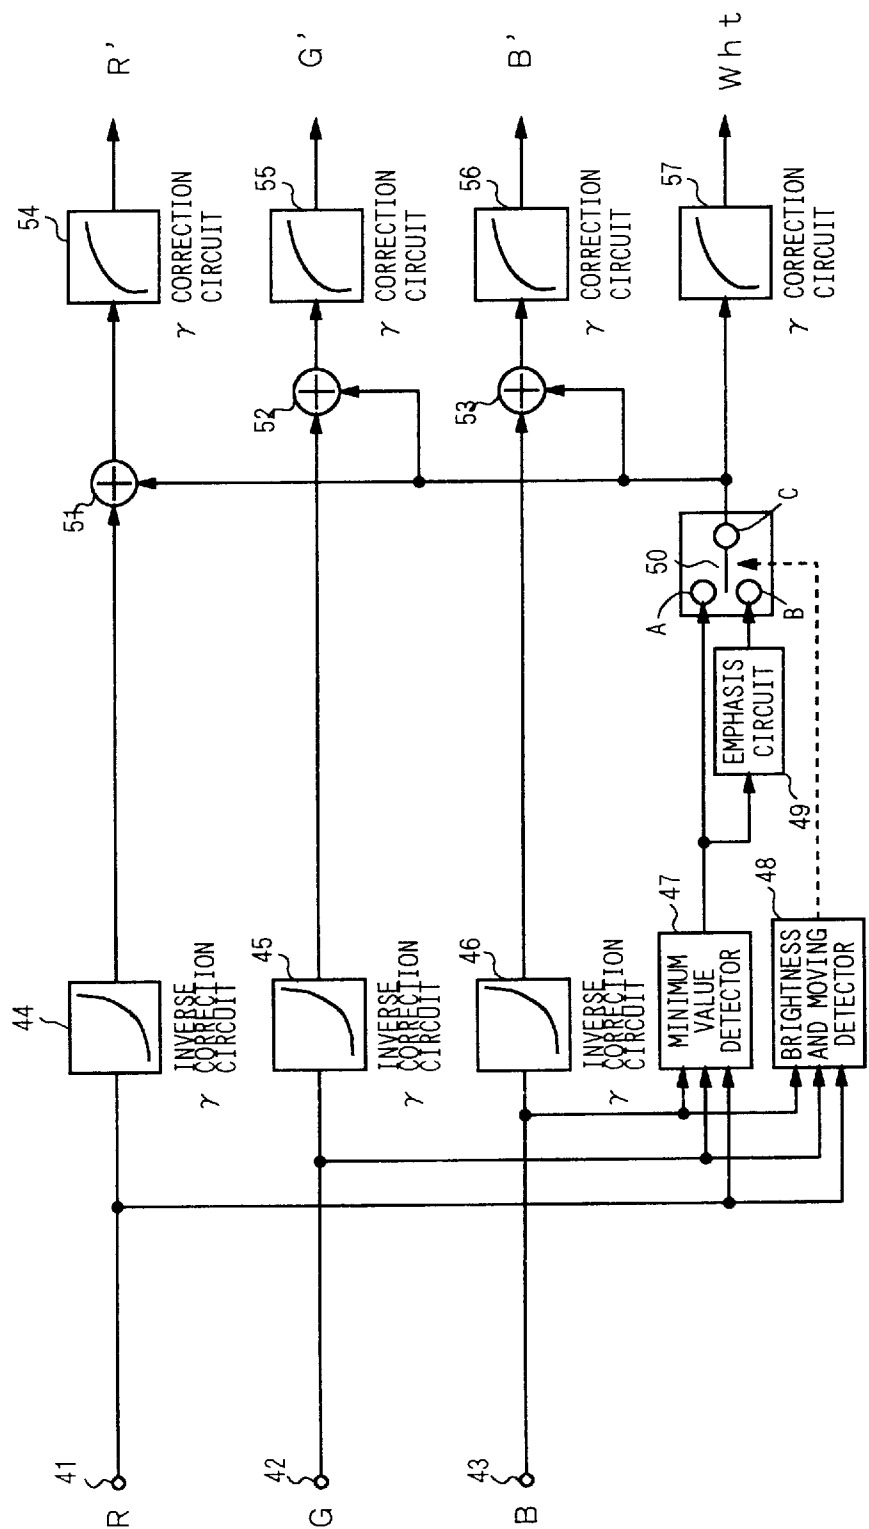 R
41
44
INVERSE
γ CORRECTION
CIRCUIT
51
54
γ CORRECTION
CIRCUIT
R'
G
42
45
INVERSE
γ CORRECTION
CIRCUIT
52
55
γ CORRECTION
CIRCUIT
G'
B
43
46
INVERSE
γ CORRECTION
CIRCUIT
53
56
γ CORRECTION
CIRCUIT
B'
47
MINIMUM
VALUE
DETECTOR
48
BRIGHTNESS
AND MOVING
DETECTOR
EMPHASIS
CIRCUIT
49
A
50
B
C
57
γ CORRECTION
CIRCUIT
Wht